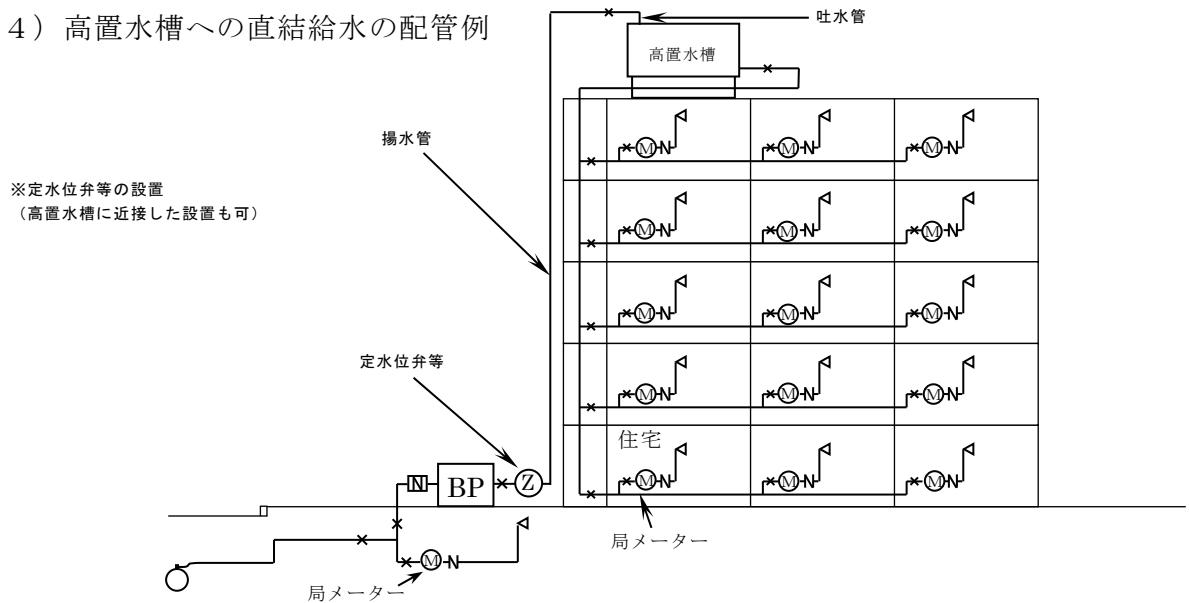 4）高置水槽への直結給水の配管例
吐水管
高置水槽
揚水管
※定水位弁等の設置
（高置水槽に近接した設置も可）
M N M N M N
M N M N M N
M N M N M N
定水位弁等
M N M N M N
住宅
N BP Z
M N M N M N
局メーター
M N
局メーター